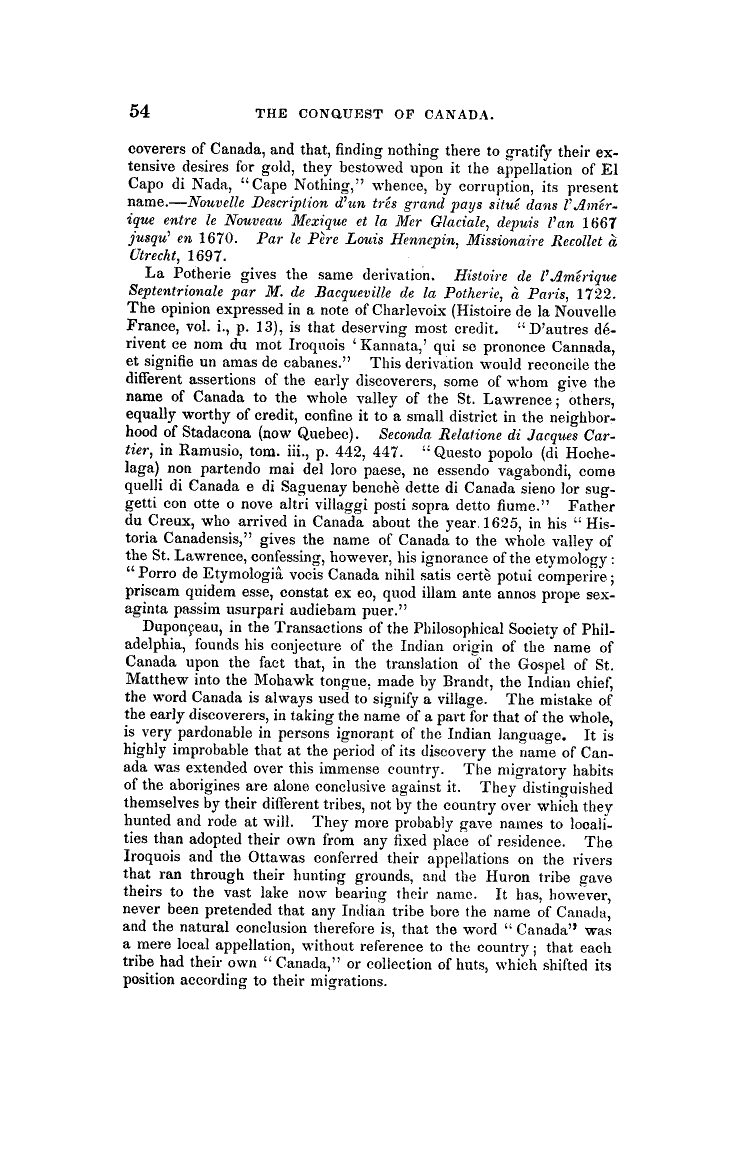 54 THE CONQUEST OF CANADA.
coverers of Canada, and that, finding nothing there to gratify their ex-
tensive desires for gold, they bestowed upon it the appellation of El
Capo di Nada, “Cape Nothing,” whence, by corruption, its present
name.—Nouvelle Description d'un trés grand pays situé dans l'Amér-
ique entre le Nouveau Mexique et la Mer Glaciale, depuis l'an 1667
jusqu' en 1670. Par le Père Louis Hennepin, Missionaire Recollet à
Utrecht, 1697.
La Potherie gives the same derivation. Histoire de l'Amérique
Septentrionale par M. de Bacqueville de la Potherie, à Paris, 1722.
The opinion expressed in a note of Charlevoix (Histoire de la Nouvelle
France, vol. i., p. 13), is that deserving most credit. “D'autres dé-
rivent ce nom du mot Iroquois ‘Kannata,’ qui se prononce Cannada,
et signifie un amas de cabanes.” This derivation would reconcile the
different assertions of the early discoverers, some of whom give the
name of Canada to the whole valley of the St. Lawrence; others,
equally worthy of credit, confine it to a small district in the neighbor-
hood of Stadacona (now Quebec). Seconda Relatione di Jacques Car-
tier, in Ramusio, tom. iii., p. 442, 447. “Questo popolo (di Hoche-
laga) non partendo mai del loro paese, ne essendo vagabondi, come
quelli di Canada e di Saguenay benchè dette di Canada sieno lor sug-
getti con otte o nove altri villaggi posti sopra detto fiume.” Father
du Creux, who arrived in Canada about the year 1625, in his “His-
toria Canadensis,” gives the name of Canada to the whole valley of
the St. Lawrence, confessing, however, his ignorance of the etymology:
“Porro de Etymologiâ vocis Canada nihil satis certè potui comperire;
priscam quidem esse, constat ex eo, quod illam ante annos prope sex-
aginta passim usurpari audiebam puer.”
Duponçeau, in the Transactions of the Philosophical Society of Phil-
adelphia, founds his conjecture of the Indian origin of the name of
Canada upon the fact that, in the translation of the Gospel of St.
Matthew into the Mohawk tongue, made by Brandt, the Indian chief,
the word Canada is always used to signify a village. The mistake of
the early discoverers, in taking the name of a part for that of the whole,
is very pardonable in persons ignorant of the Indian language. It is
highly improbable that at the period of its discovery the name of Can-
ada was extended over this immense country. The migratory habits
of the aborigines are alone conclusive against it. They distinguished
themselves by their different tribes, not by the country over which they
hunted and rode at will. They more probably gave names to locali-
ties than adopted their own from any fixed place of residence. The
Iroquois and the Ottawas conferred their appellations on the rivers
that ran through their hunting grounds, and the Huron tribe gave
theirs to the vast lake now bearing their name. It has, however,
never been pretended that any Indian tribe bore the name of Canada,
and the natural conclusion therefore is, that the word “Canada” was
a mere local appellation, without reference to the country; that each
tribe had their own “Canada,” or collection of huts, which shifted its
position according to their migrations.